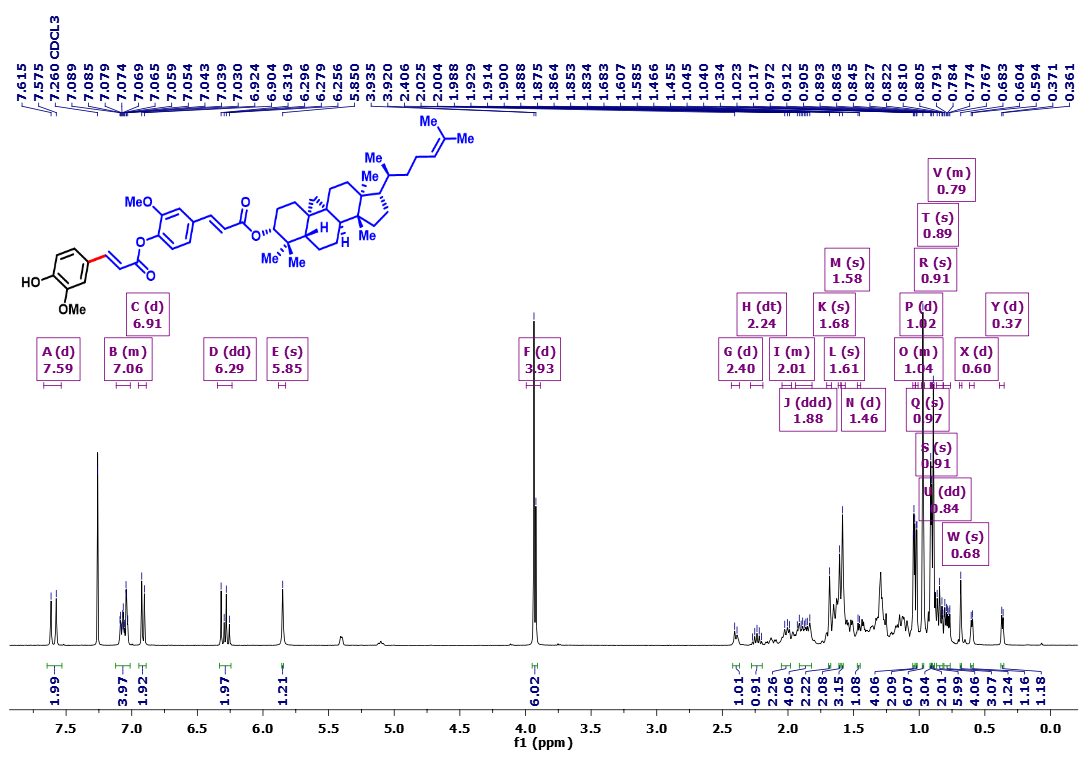 7.615
7.575
7.260 CDCL3
7.089
7.085
7.079
7.074
7.069
7.065
7.059
7.054
7.043
7.039
7.030
6.924
6.904
6.319
6.296
6.279
6.256
5.850
3.935
3.920
2.406
2.025
2.004
1.988
1.929
1.914
1.900
1.888
1.875
1.864
1.853
1.834
1.683
1.607
1.585
1.466
1.455
1.045
1.040
1.034
1.023
1.017
0.972
0.912
0.905
0.893
0.863
0.845
0.827
0.822
0.810
0.805
0.791
0.784
0.774
0.767
0.683
0.604
0.594
0.371
0.361
Me
Me
Me
Me
MeO
O
O
H
H
Me
Me
Me
O
O
HO
OMe
V (m)
0.79
T (s)
0.89
M (s)
1.58
R (s)
0.91
C (d)
6.91
H (dt)
2.24
K (s)
1.68
P (d)
1.02
Y (d)
0.37
A (d)
7.59
B (m)
7.06
D (dd)
6.29
E (s)
5.85
F (d)
3.93
G (d)
2.40
I (m)
2.01
L (s)
1.61
O (m)
1.04
X (d)
0.60
J (ddd)
1.88
N (d)
1.46
Q (s)
0.97
S (s)
0.91
U (dd)
0.84
W (s)
0.68
1.99
3.97
1.92
1.97
1.21
6.02
1.01
0.91
2.26
4.06
2.22
2.08
3.18
1.08
4.06
2.09
6.07
3.04
2.01
5.99
4.06
3.07
1.24
1.16
1.18
7.5 7.0 6.5 6.0 5.5 5.0 4.5 4.0 3.5 3.0 2.5 2.0 1.5 1.0 0.5 0.0
f1 (ppm)